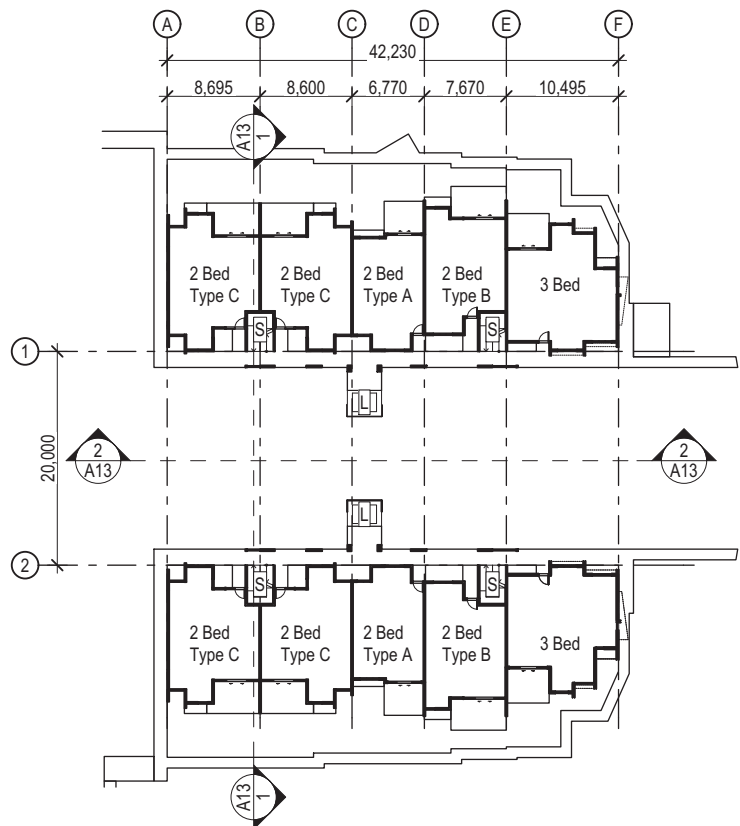 A B C D E F
42,230
8,695 8,600 6,770 7,670 10,495
A13
1
2 Bed
Type C
2 Bed
Type C
2 Bed
Type A
2 Bed
Type B
3 Bed
S
S
1
L
2
A13
20,000
2
A13
L
2
S
S
2 Bed
Type C
2 Bed
Type C
2 Bed
Type A
2 Bed
Type B
3 Bed
A13
1